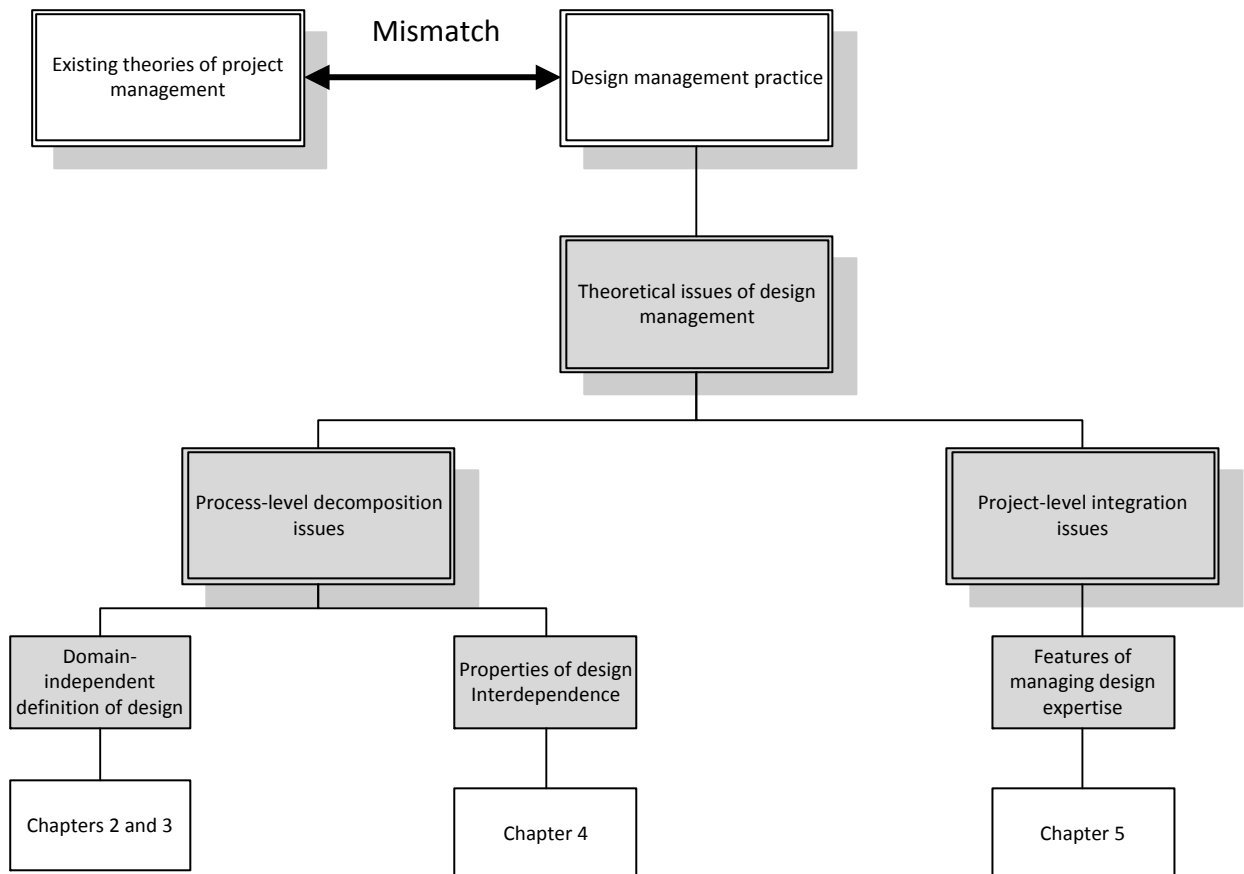 Mismatch
Existing theories of project
management
Design management practice
Theoretical issues of design
management
Process-level decomposition
issues
Project-level integration
issues
Domain-
independent
definition of design
Properties of design
Interdependence
Features of
managing design
expertise
Chapters 2 and 3
Chapter 4
Chapter 5